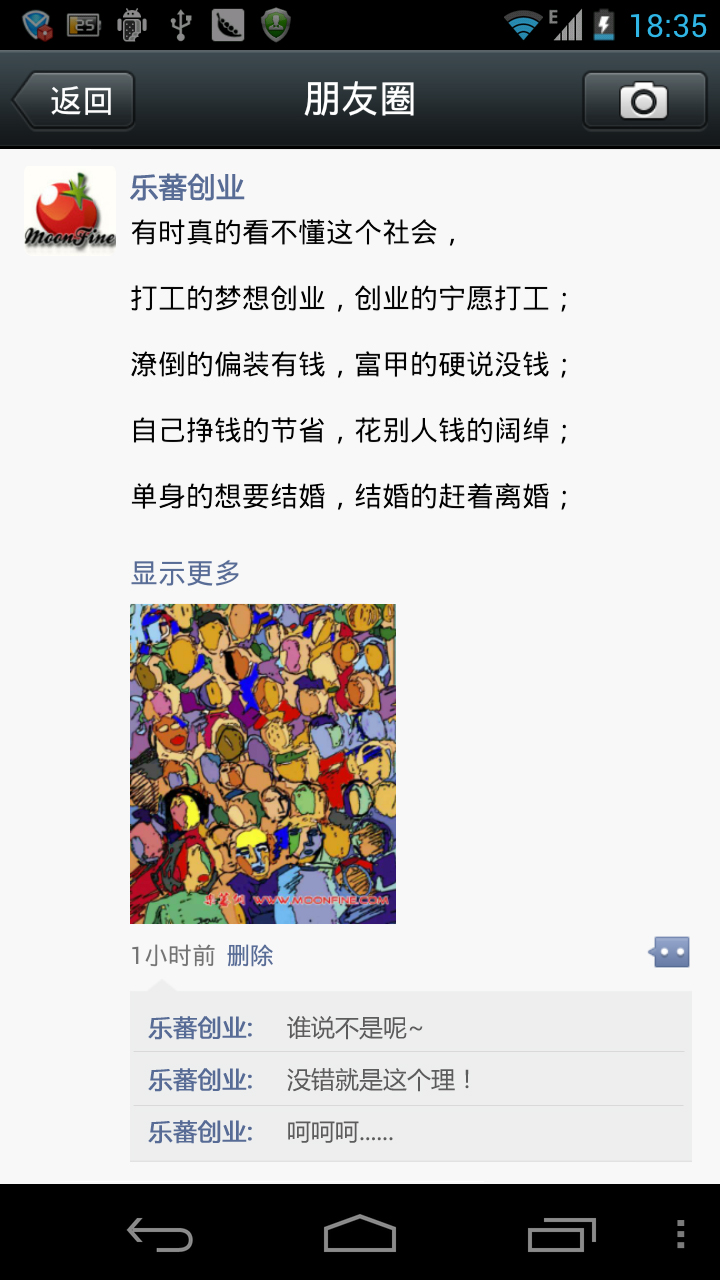 25
E
18:35
返回
朋友圈
MoonFine
乐蕃创业
有时真的看不懂这个社会，
打工的梦想创业，创业的宁愿打工；
潦倒的偏装有钱，富甲的硬说没钱；
自己挣钱的节省，花别人钱的阔绰；
单身的想要结婚，结婚的赶着离婚；
显示更多
乐蕃网 WWW.MOONFINE.COM
1小时前 删除
乐蕃创业: 谁说不是呢~
乐蕃创业: 没错就是这个理！
乐蕃创业: 呵呵呵......